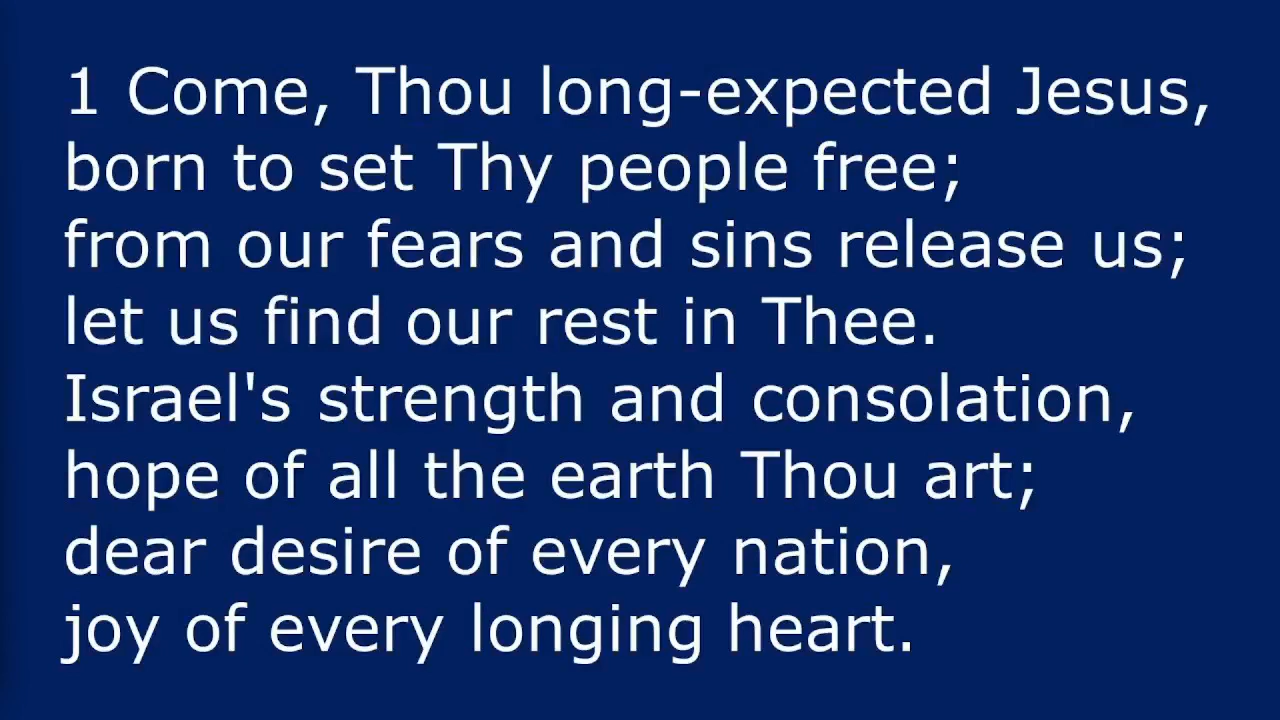 1 Come, Thou long-expected Jesus,
born to set Thy people free;
from our fears and sins release us;
let us find our rest in Thee.
Israel's strength and consolation,
hope of all the earth Thou art;
dear desire of every nation,
joy of every longing heart.